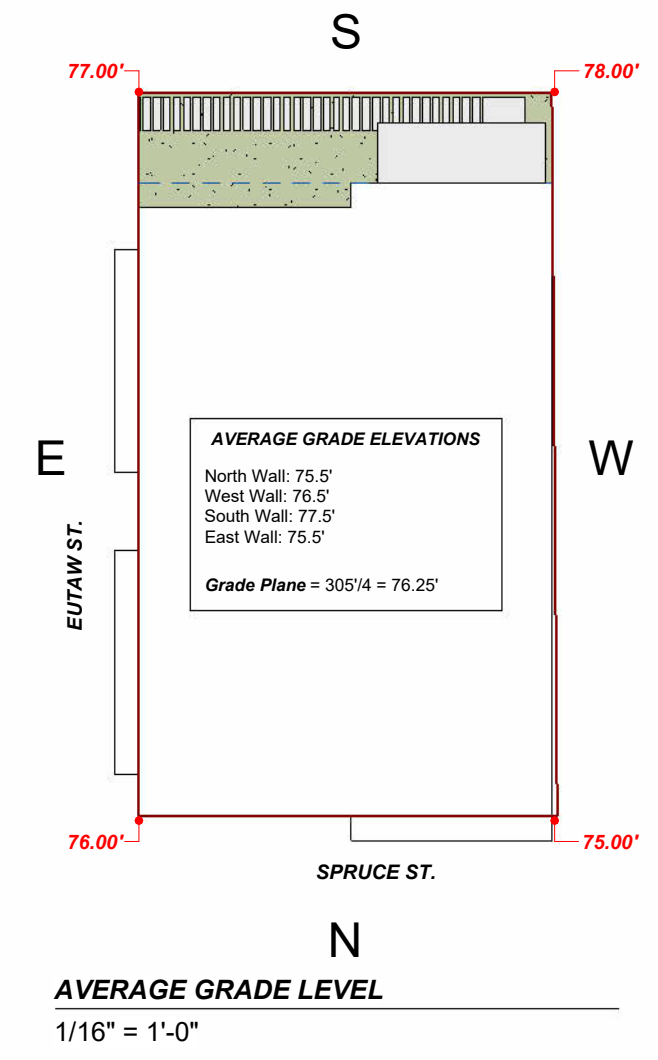 S
77.00'
78.00'
AVERAGE GRADE ELEVATIONS
North Wall: 75.5'
West Wall: 76.5'
South Wall: 77.5'
East Wall: 75.5'
Grade Plane = 305'/4 = 76.25'
E
W
EUTAW ST.
76.00'
75.00'
SPRUCE ST.
N
AVERAGE GRADE LEVEL
1/16" = 1'-0"